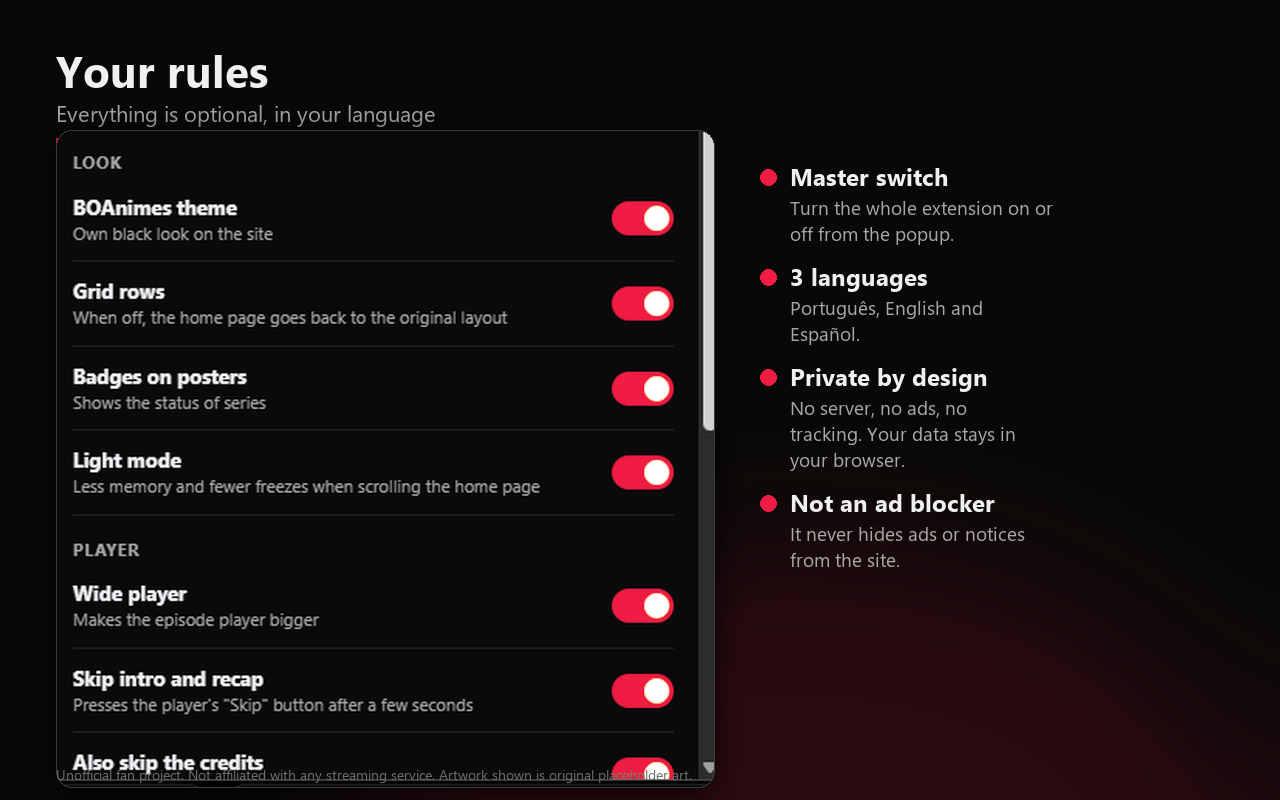 Your rules
Everything is optional, in your language
LOOK
BOAnimes theme
Own black look on the site
Grid rows
When off, the home page goes back to the original layout
Badges on posters
Shows the status of series
Light mode
Less memory and fewer freezes when scrolling the home page
PLAYER
Wide player
Makes the episode player bigger
Skip intro and recap
Presses the player's "Skip" button after a few seconds
Also skip the credits
Unofficial fan project. Not affiliated with any streaming service. Artwork shown is original placeholder art.
Master switch
Turn the whole extension on or
off from the popup.
3 languages
Português, English and
Español.
Private by design
No server, no ads, no
tracking. Your data stays in
your browser.
Not an ad blocker
It never hides ads or notices
from the site.